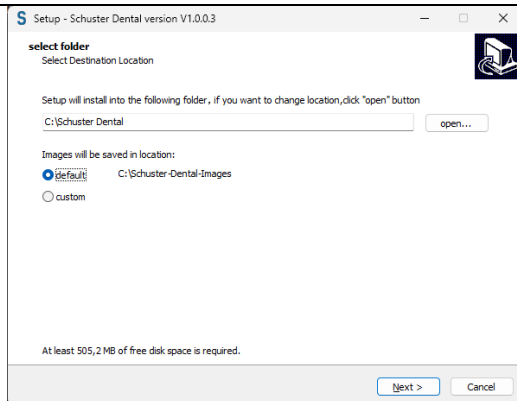 S Setup - Schuster Dental version V1.0.0.3
select folder
Select Destination Location
Setup will install into the following folder, if you want to change location,click "open" button
C:\Schuster Dental
open...
Images will be saved in location:
default C:\Schuster-Dental-Images
custom
At least 505,2 MB of free disk space is required.
Next > Cancel